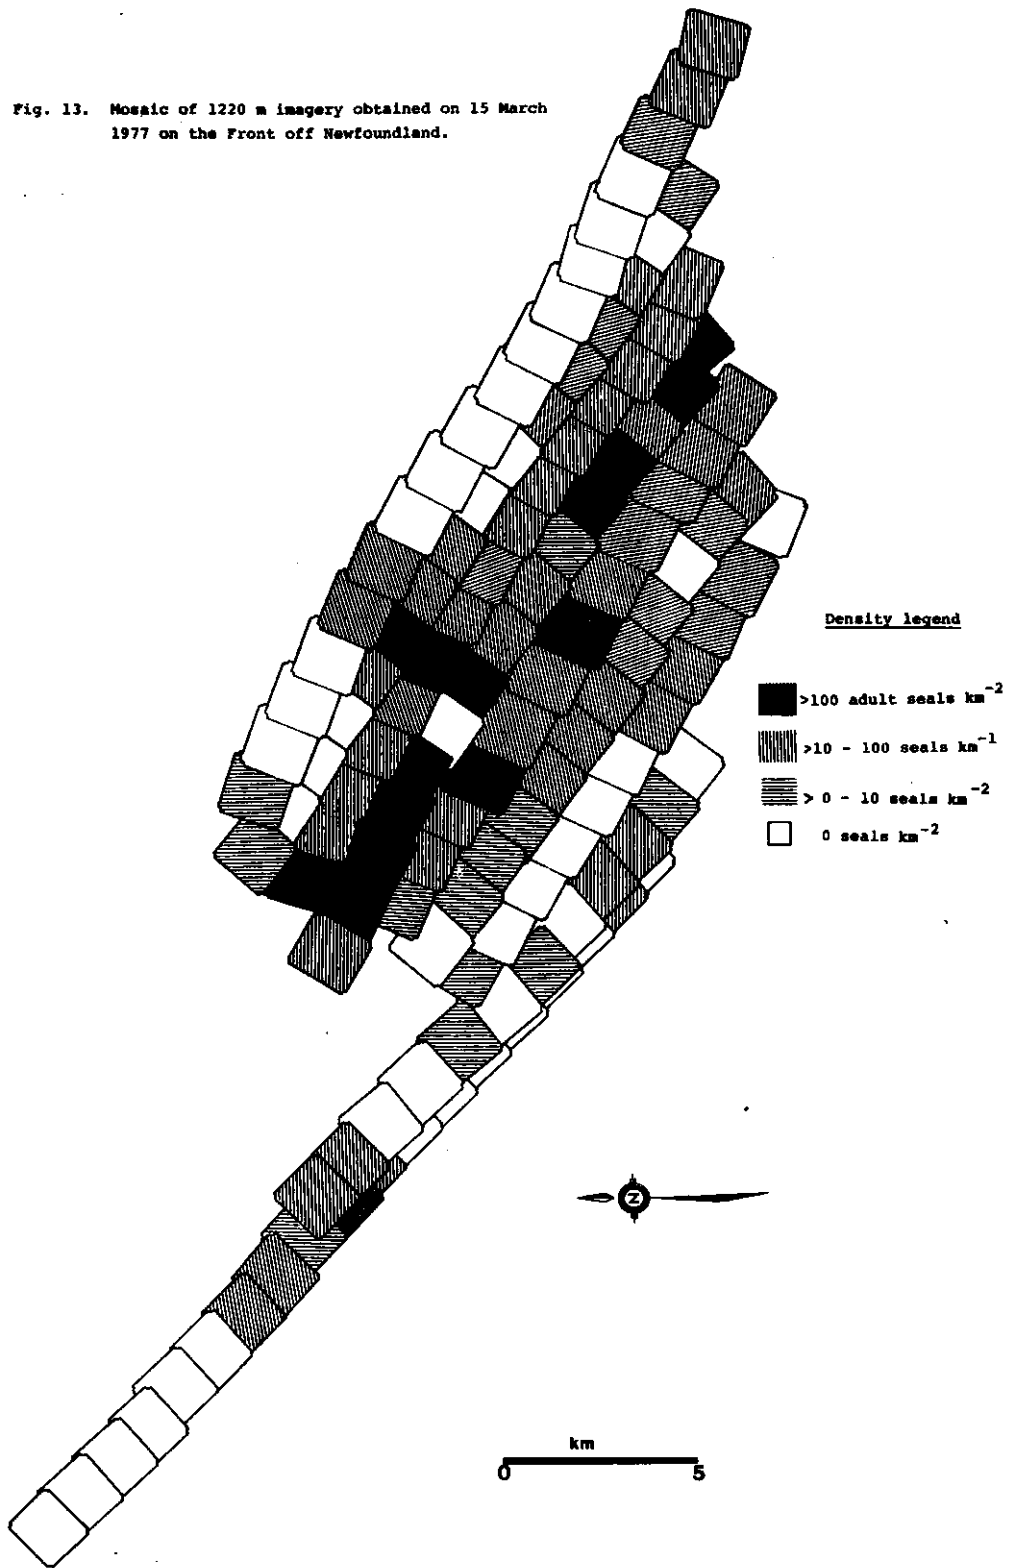 Fig. 13. Mosaic of 1220 m imagery obtained on 15 March
1977 on the Front off Newfoundland.
Density legend
>100 adult seals km⁻²
>10 - 100 seals km⁻¹
> 0 - 10 seals km⁻²
0 seals km⁻²
N
km
0 5